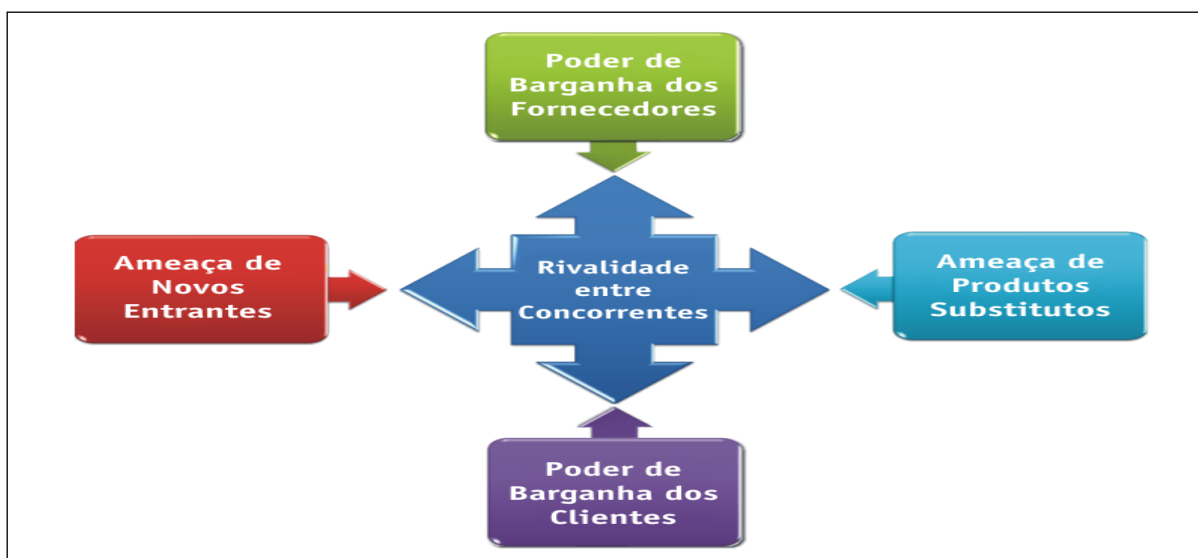 Poder de
Barganha dos
Fornecedores
Ameaça de
Novos
Entrantes
Rivalidade
entre
Concorrentes
Ameaça de
Produtos
Substitutos
Poder de
Barganha dos
Clientes